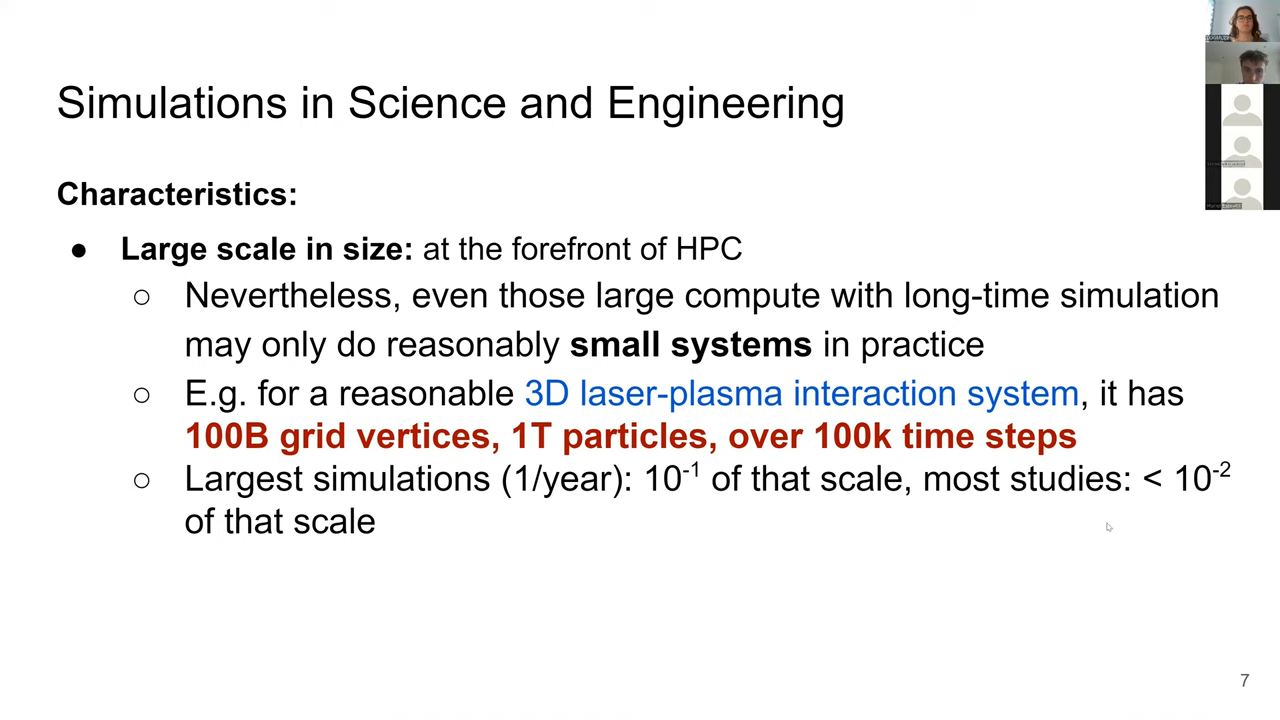 Simulations in Science and Engineering
Characteristics:
● Large scale in size: at the forefront of HPC
○ Nevertheless, even those large compute with long-time simulation
may only do reasonably small systems in practice
○ E.g. for a reasonable 3D laser-plasma interaction system, it has
100B grid vertices, 1T particles, over 100k time steps
○ Largest simulations (1/year): 10⁻¹ of that scale, most studies: < 10⁻²
of that scale
7